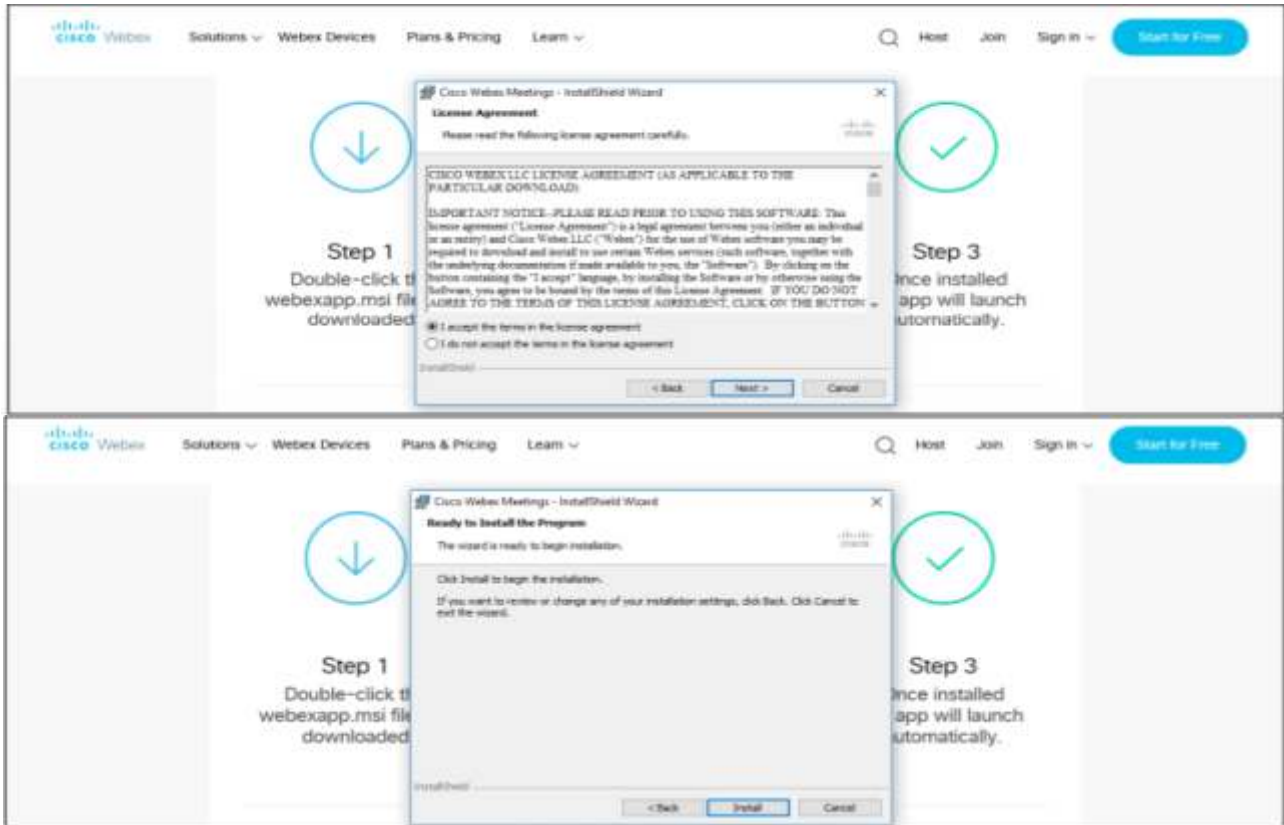 CISCO Webex Solutions Webex Devices Plans & Pricing Learn Host Join Sign in Start for Free
Cisco Webex Meetings - InstallShield Wizard
License Agreement
Please read the following license agreement carefully.
CISCO
CISCO WEBEX LLC LICENSE AGREEMENT (AS APPLICABLE TO THE
PARTICULAR DOWNLOAD)
IMPORTANT NOTICE--PLEASE READ PRIOR TO USING THIS SOFTWARE: This
license agreement ("License Agreement") is a legal agreement between you (either an individual
or an entity) and Cisco Webex LLC ("Webex") for the use of Webex software you may be
required to download and install to use certain Webex services (such software, together with
the underlying documentation if made available to you, the "Software"). By clicking on the
button containing the "I accept" language, by installing the Software or by otherwise using the
Software, you agree to be bound by the terms of this License Agreement. IF YOU DO NOT
AGREE TO THE TERMS OF THIS LICENSE AGREEMENT, CLICK ON THE BUTTON
I accept the terms in the license agreement
I do not accept the terms in the license agreement
InstallShield
< Back Next > Cancel
Step 1
Double-click th
webexapp.msi file
downloaded
Step 3
Once installed
app will launch
utomatically.
CISCO Webex Solutions Webex Devices Plans & Pricing Learn Host Join Sign in Start for Free
Cisco Webex Meetings - InstallShield Wizard
Ready to Install the Program
The wizard is ready to begin installation.
CISCO
Click Install to begin the installation.
If you want to review or change any of your installation settings, click Back. Click Cancel to
exit the wizard.
InstallShield
< Back Install Cancel
Step 1
Double-click th
webexapp.msi file
downloaded
Step 3
Once installed
app will launch
utomatically.